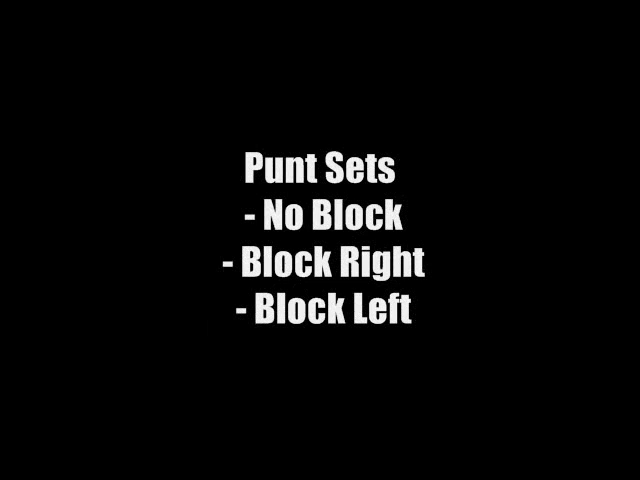 Punt Sets
- No Block
- Block Right
- Block Left